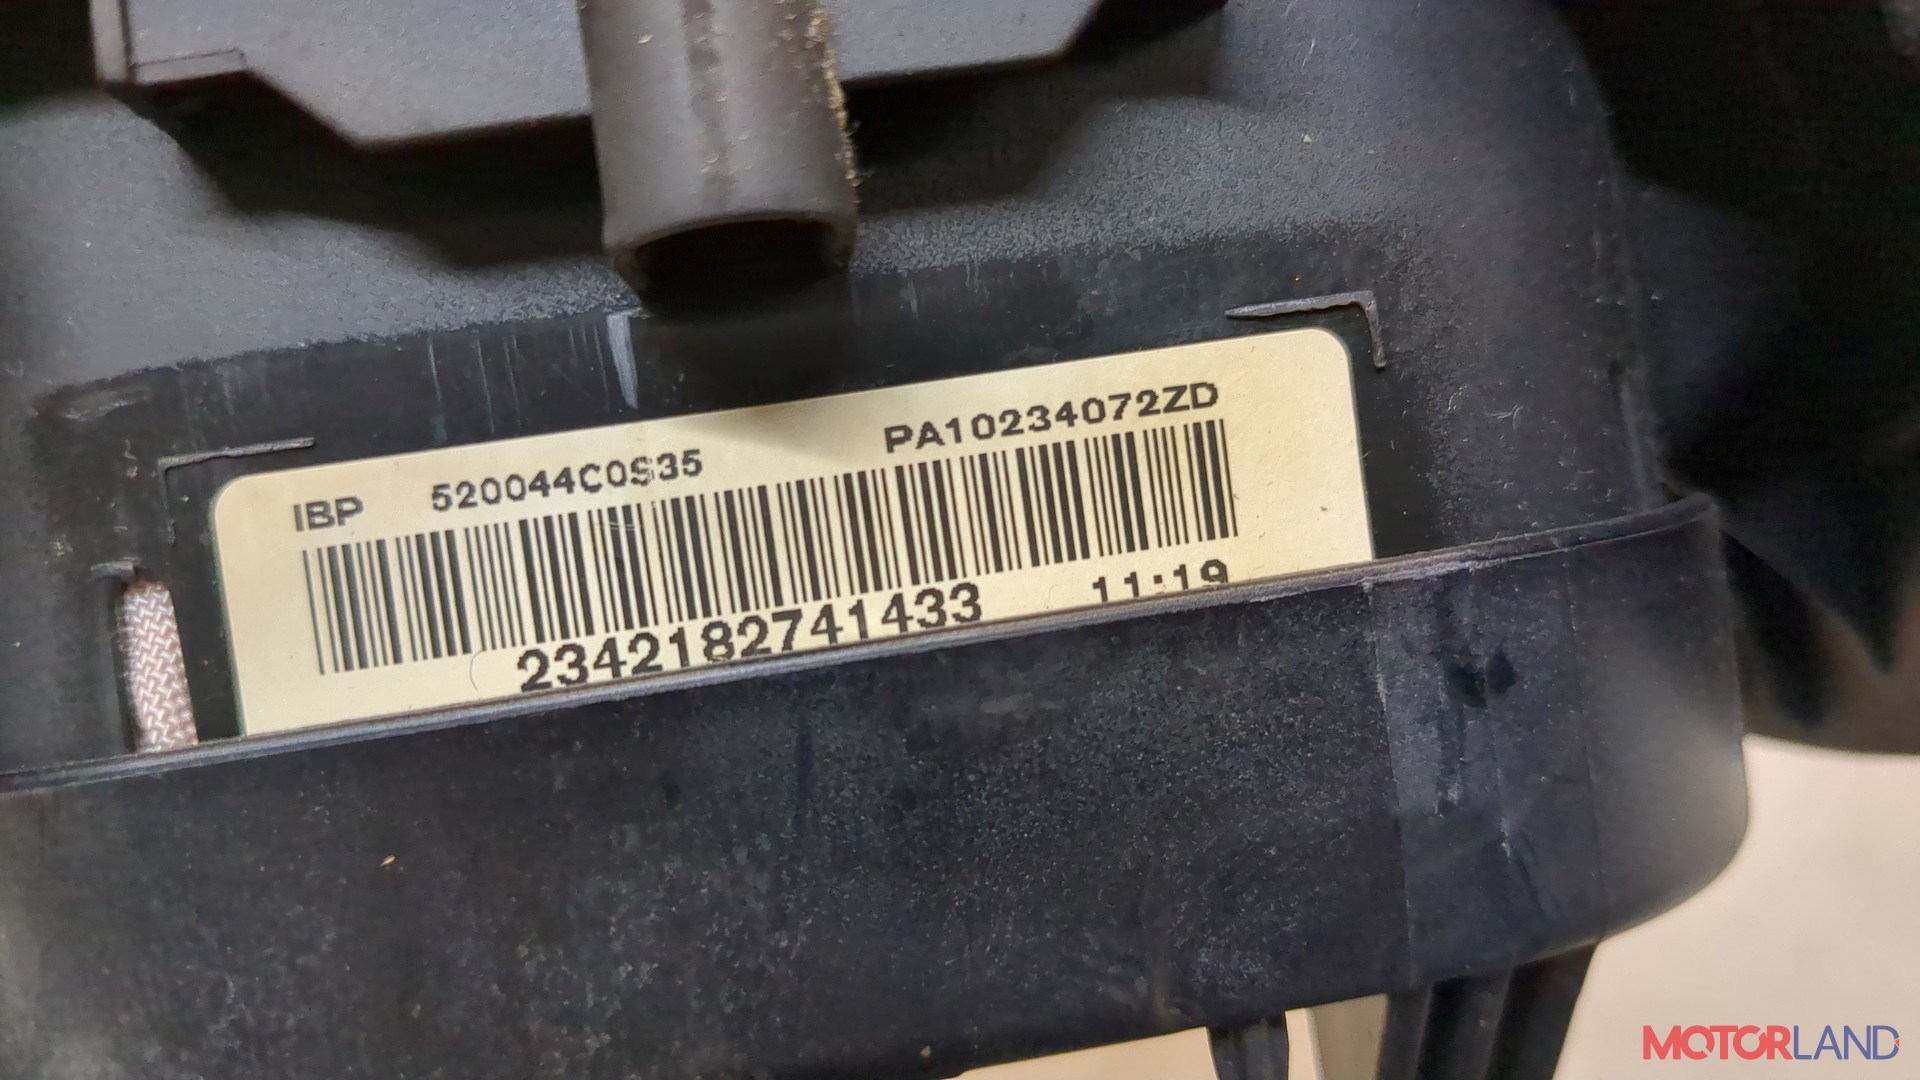 IBP 520044C0S35 PA10234072ZD
2342182741433 11:19
MOTORLAND